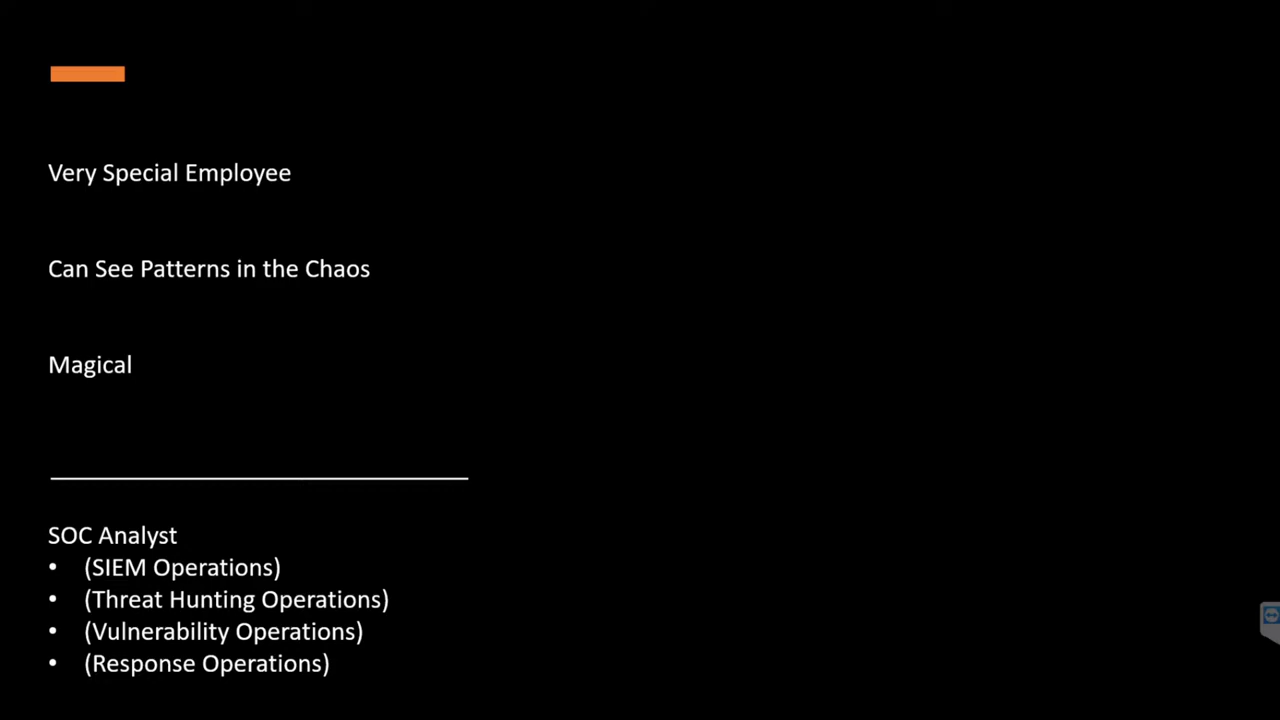 Very Special Employee
Can See Patterns in the Chaos
Magical
SOC Analyst
• (SIEM Operations)
• (Threat Hunting Operations)
• (Vulnerability Operations)
• (Response Operations)